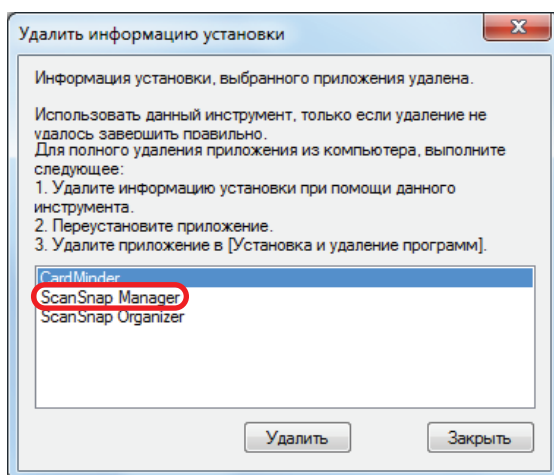 Удалить информацию установки
Информация установки, выбранного приложения удалена.
Использовать данный инструмент, только если удаление не
удалось завершить правильно.
Для полного удаления приложения из компьютера, выполните
следующее:
1. Удалите информацию установки при помощи данного
инструмента.
2. Переустановите приложение.
3. Удалите приложение в [Установка и удаление программ].
CardMinder
ScanSnap Manager
ScanSnap Organizer
Удалить
Закрыть